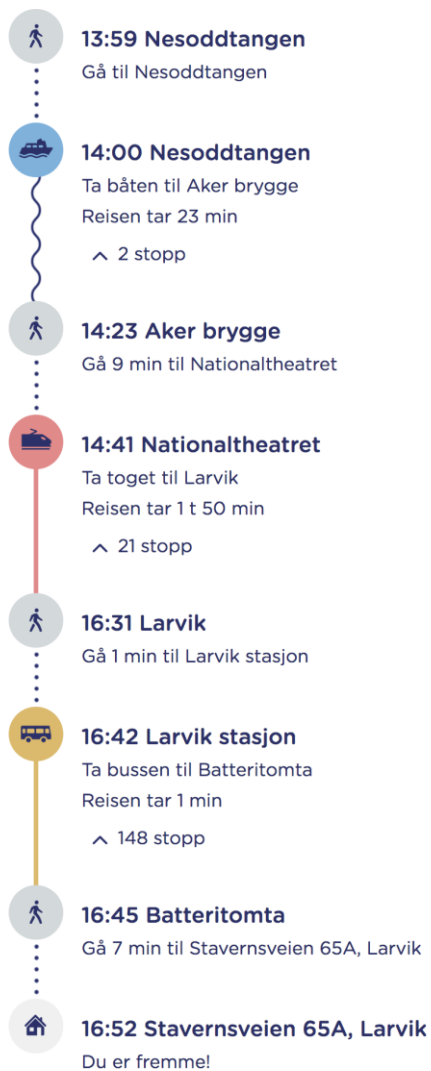 13:59 Nesoddtangen
Gå til Nesoddtangen
14:00 Nesoddtangen
Ta båten til Aker brygge
Reisen tar 23 min
2 stopp
14:23 Aker brygge
Gå 9 min til Nationaltheatret
14:41 Nationaltheatret
Ta toget til Larvik
Reisen tar 1 t 50 min
21 stopp
16:31 Larvik
Gå 1 min til Larvik stasjon
16:42 Larvik stasjon
Ta bussen til Batteritomta
Reisen tar 1 min
148 stopp
16:45 Batteritomta
Gå 7 min til Stavernsveien 65A, Larvik
16:52 Stavernsveien 65A, Larvik
Du er fremme!